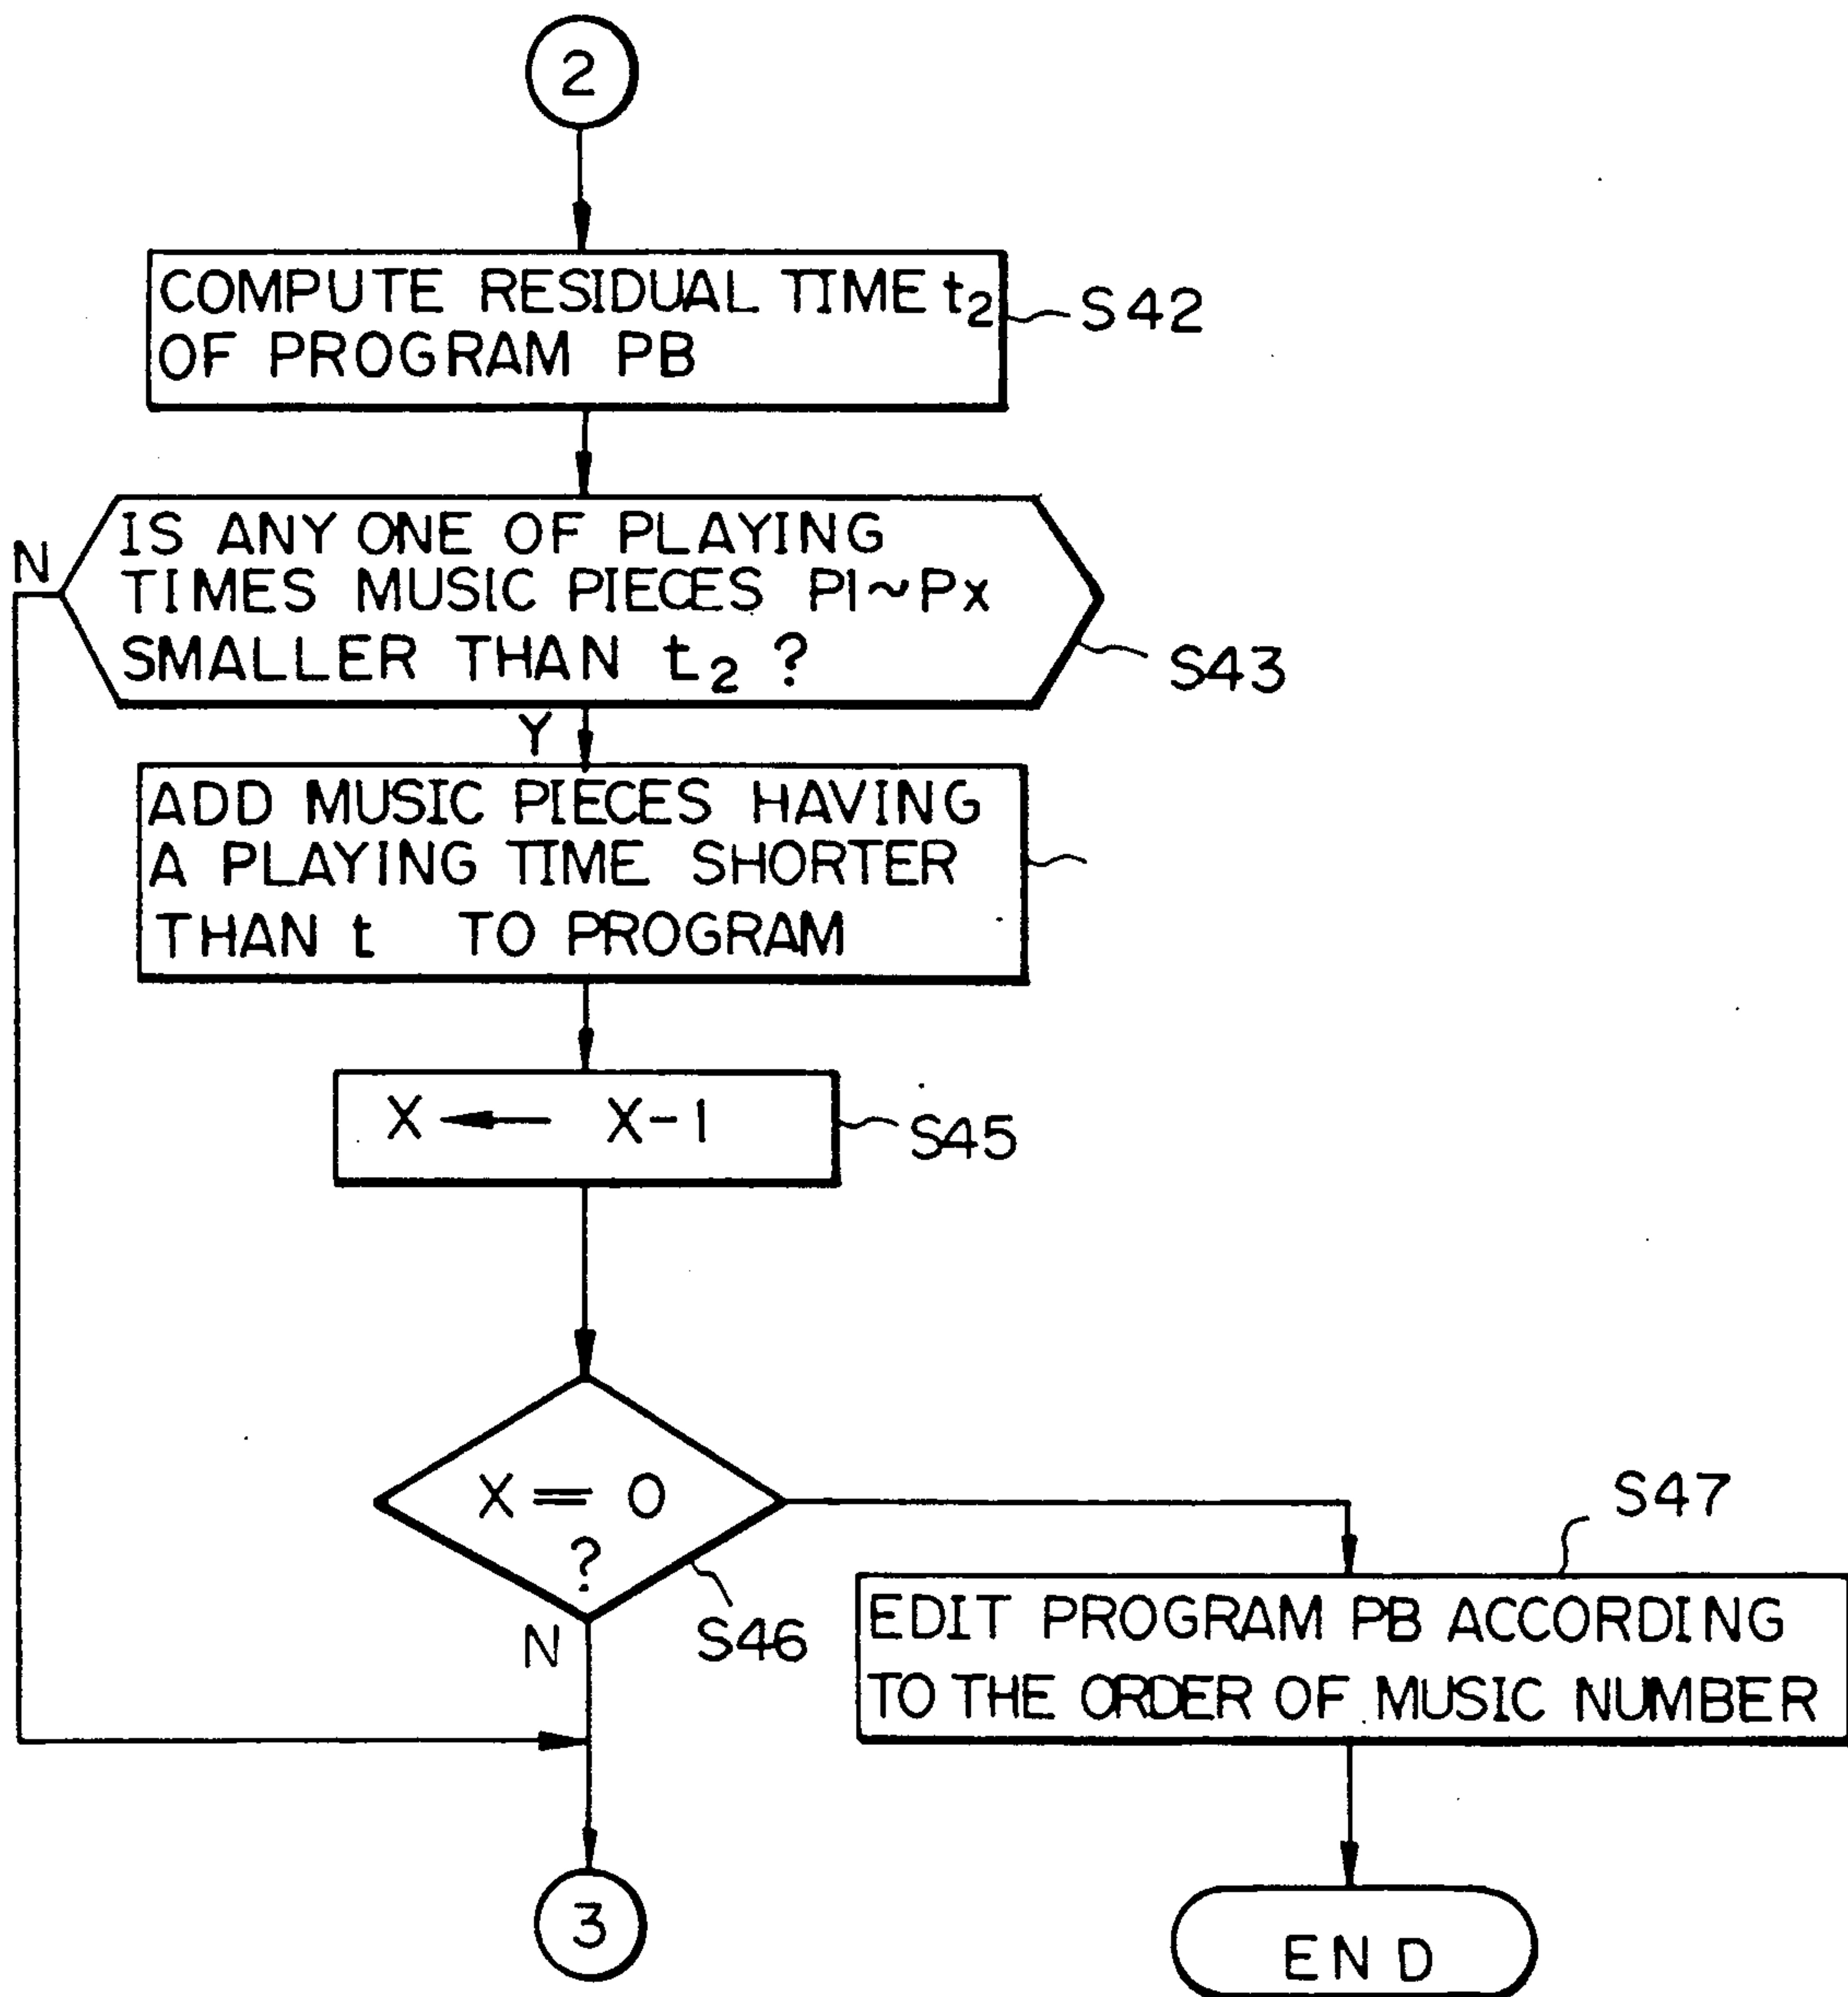 2
COMPUTE RESIDUAL TIME t₂
OF PROGRAM PB
S42
IS ANY ONE OF PLAYING
TIMES MUSIC PIECES P1~Px
SMALLER THAN t₂ ?
N
S43
Y
ADD MUSIC PIECES HAVING
A PLAYING TIME SHORTER
THAN t TO PROGRAM
X ← X-1
S45
X = 0
?
S46
N
S47
EDIT PROGRAM PB ACCORDING
TO THE ORDER OF MUSIC NUMBER
3
END